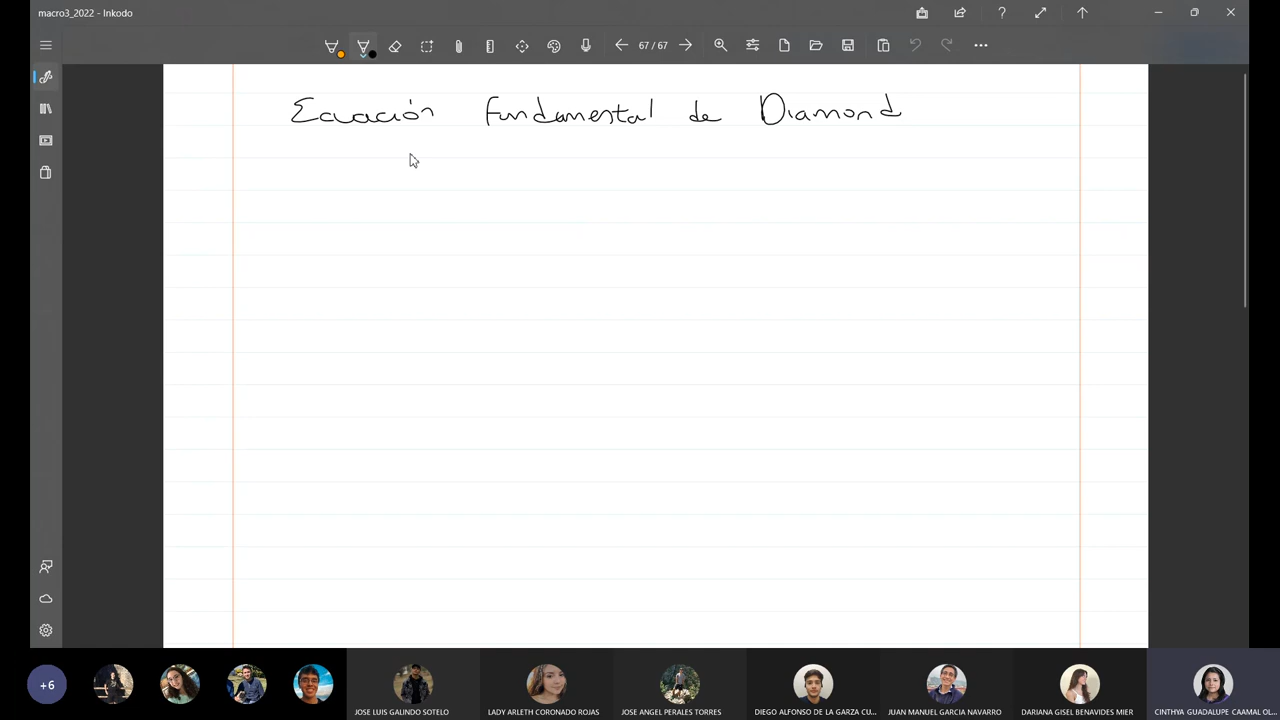 macro3_2022 - Inkodo
67 / 67
Ecuación Fundamental de Diamond
+6
JOSE LUIS GALINDO SOTELO
LADY ARLETH CORONADO ROJAS
JOSE ANGEL PERALES TORRES
DIEGO ALFONSO DE LA GARZA CU...
JUAN MANUEL GARCIA NAVARRO
DARIANA GISEL BENAVIDES MIER
CINTHYA GUADALUPE CAAMAL OL...